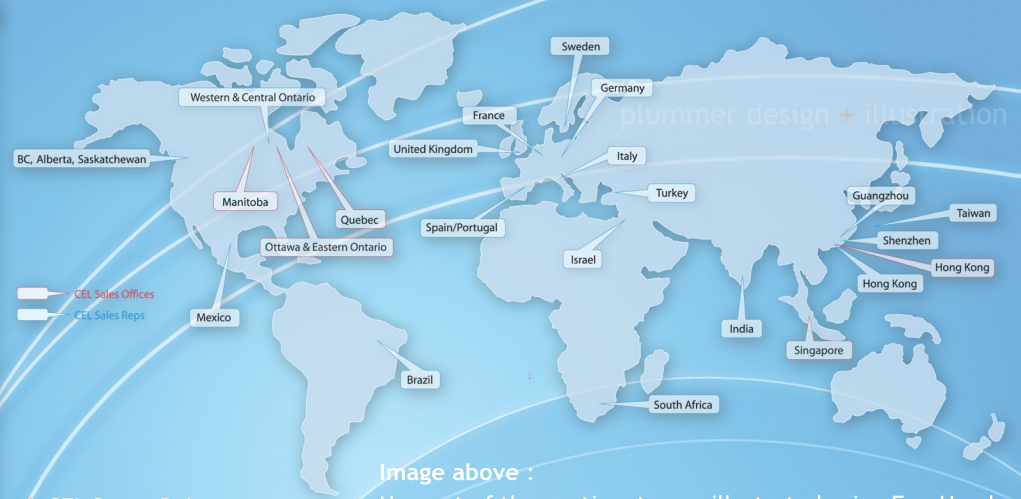 Sweden
Germany
Western & Central Ontario
plummer design + illustration
France
United Kingdom
BC, Alberta, Saskatchewan
Italy
Turkey
Guangzhou
Manitoba
Taiwan
Quebec
Spain/Portugal
Shenzhen
Ottawa & Eastern Ontario
Israel
Hong Kong
Hong Kong
CEL Sales Offices
CEL Sales Reps
Mexico
India
Singapore
Brazil
South Africa
Image above :